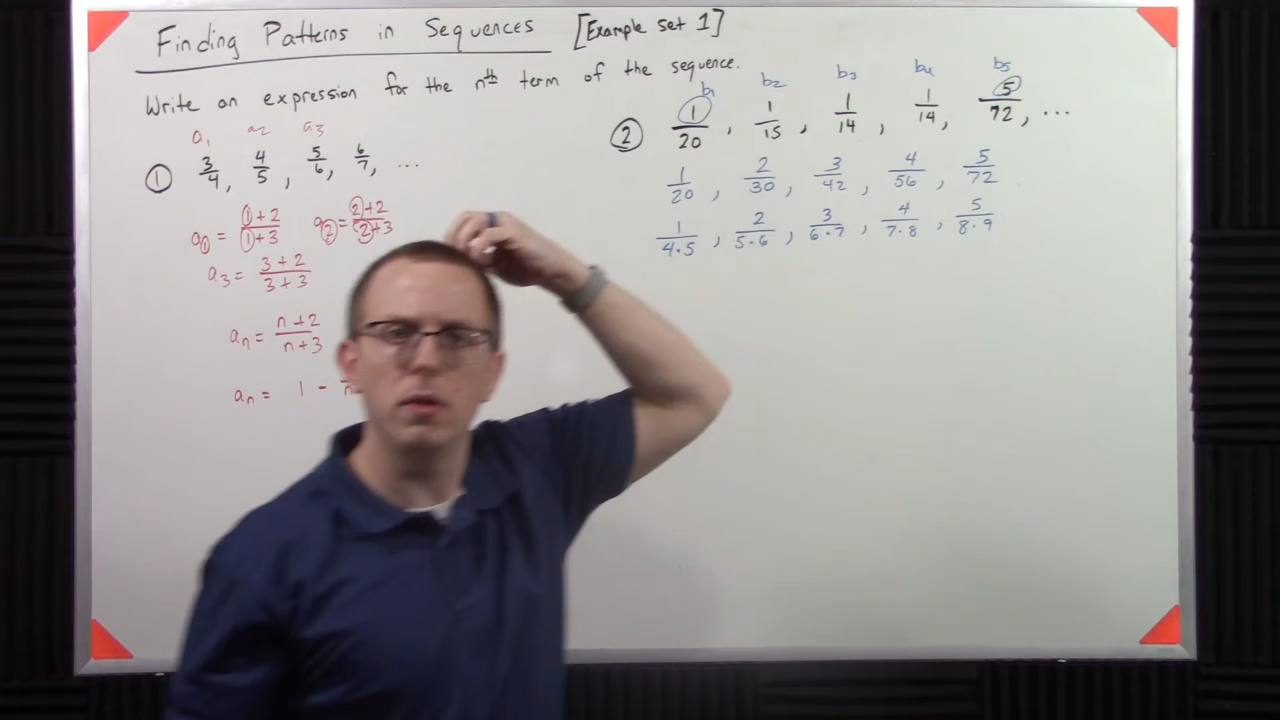 Finding Patterns in Sequences [Example set 1]
Write an expression for the nth term of the sequence.
a1 a2 a3
① 3/4, 4/5, 5/6, 6/7, ...
a1 = (1+2)/(1+3) a2 = (2)+2/(2)+3
a3 = (3+2)/(3+3)
an = (n+2)/(n+3)
an = 1 -
b1 b2 b3 b4 b5
② 1/20, 1/15, 1/14, 1/14, 5/72, ...
1/20, 2/30, 3/42, 4/56, 5/72
1/(4·5), 2/(5·6), 3/(6·7), 4/(7·8), 5/(8·9)